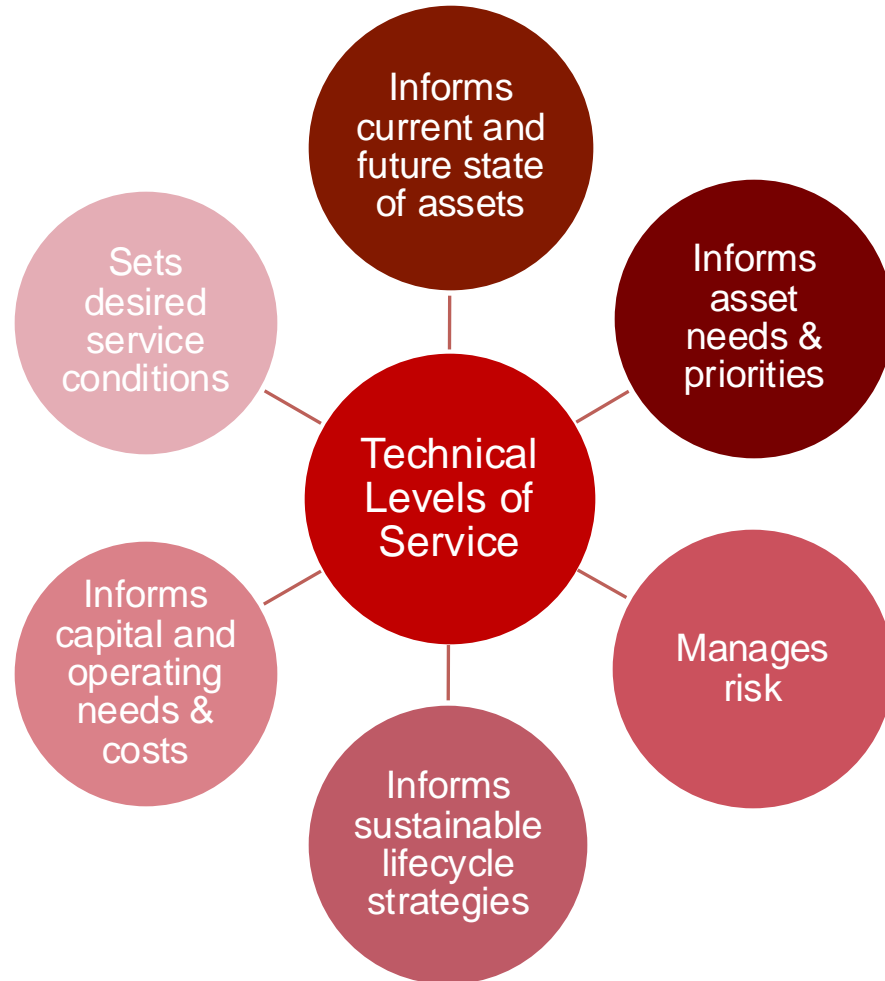 Informs
current and
future state
of assets
Informs
asset
needs &
priorities
Manages
risk
Informs
sustainable
lifecycle
strategies
Informs
capital and
operating
needs &
costs
Sets
desired
service
conditions
Technical
Levels of
Service